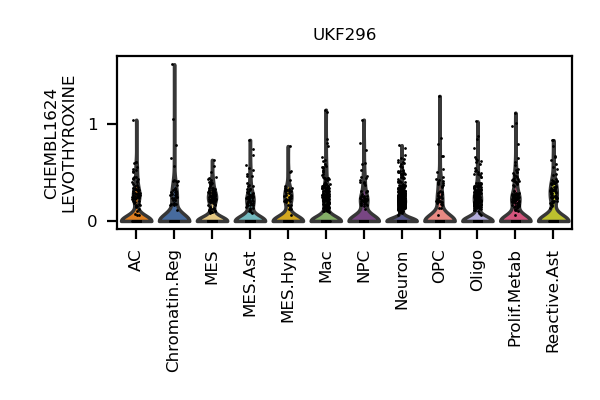 UKF296
CHEMBL1624
LEVOTHYROXINE
1
0
AC
Chromatin.Reg
MES
MES.Ast
MES.Hyp
Mac
NPC
Neuron
OPC
Oligo
Prolif.Metab
Reactive.Ast